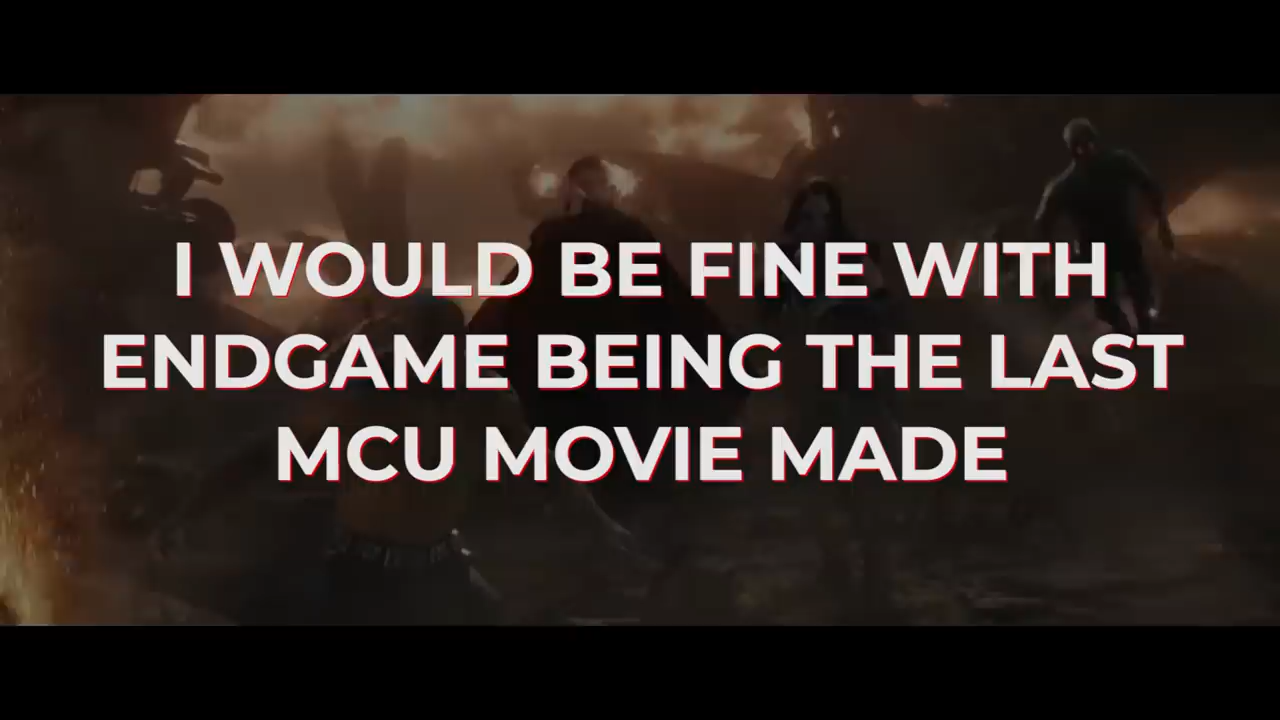 I WOULD BE FINE WITH
ENDGAME BEING THE LAST
MCU MOVIE MADE